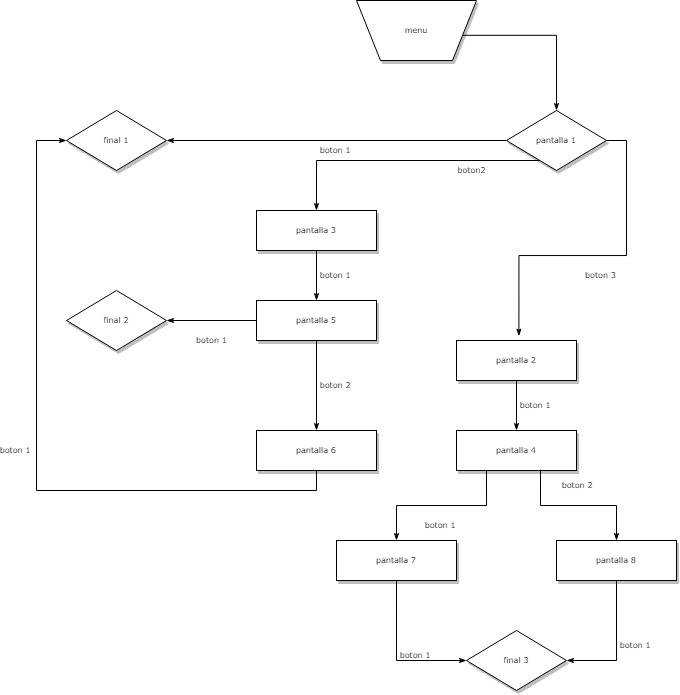 menu
final 1
pantalla 1
boton 1
boton2
pantalla 3
boton 1
boton 3
final 2
pantalla 5
boton 1
pantalla 2
boton 2
boton 1
boton 1
pantalla 6
pantalla 4
boton 2
boton 1
pantalla 7
pantalla 8
boton 1
boton 1
final 3